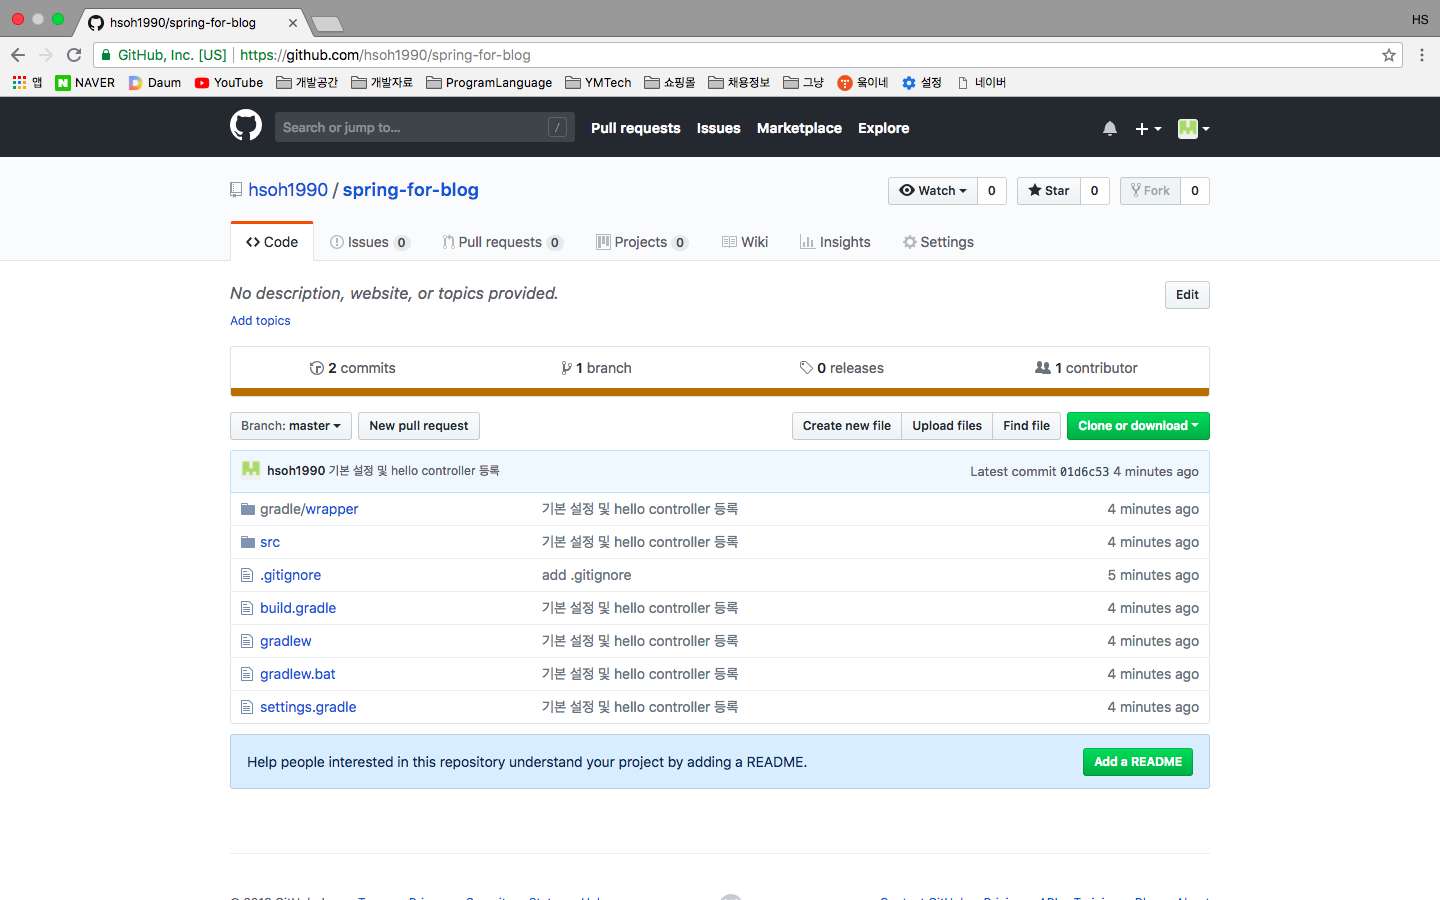 hsoh1990/spring-for-blog
HS
GitHub, Inc. [US] https://github.com/hsoh1990/spring-for-blog
앱 NAVER Daum YouTube 개발공간 개발자료 ProgramLanguage YMTech 쇼핑몰 채용정보 그냥 욱이네 설정 네이버
Search or jump to... / Pull requests Issues Marketplace Explore
hsoh1990 / spring-for-blog Watch 0 Star 0 Fork 0
Code Issues 0 Pull requests 0 Projects 0 Wiki Insights Settings
No description, website, or topics provided. Edit
Add topics
2 commits 1 branch 0 releases 1 contributor
Branch: master New pull request Create new file Upload files Find file Clone or download
hsoh1990 기본 설정 및 hello controller 등록 Latest commit 01d6c53 4 minutes ago
gradle/wrapper 기본 설정 및 hello controller 등록 4 minutes ago
src 기본 설정 및 hello controller 등록 4 minutes ago
.gitignore add .gitignore 5 minutes ago
build.gradle 기본 설정 및 hello controller 등록 4 minutes ago
gradlew 기본 설정 및 hello controller 등록 4 minutes ago
gradlew.bat 기본 설정 및 hello controller 등록 4 minutes ago
settings.gradle 기본 설정 및 hello controller 등록 4 minutes ago
Help people interested in this repository understand your project by adding a README. Add a README